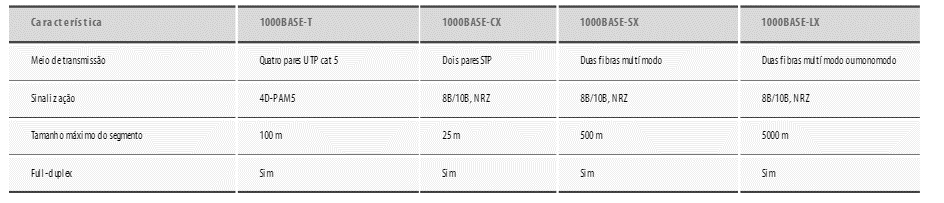 Característica 1000BASE-T 1000BASE-CX 1000BASE-SX 1000BASE-LX
Meio de transmissão Quatro pares UTP cat 5 Dois pares STP Duas fibras multímodo Duas fibras multímodo ou monomodo
Sinalização 4D-PAM5 8B/10B, NRZ 8B/10B, NRZ 8B/10B, NRZ
Tamanho máximo do segmento 100 m 25 m 500 m 5000 m
Full-duplex Sim Sim Sim Sim